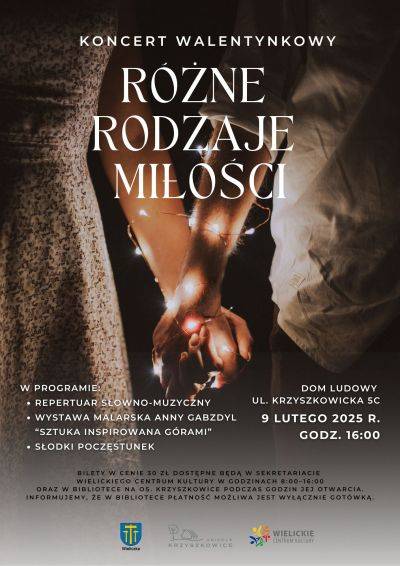 KONCERT WALENTYNKOWY
RÓŻNE
RODZAJE
MIŁOŚCI
W PROGRAMIE:
• REPERTUAR SŁOWNO-MUZYCZNY
• WYSTAWA MALARSKA ANNY GABZDYL
"SZTUKA INSPIROWANA GÓRAMI"
• SŁODKI POCZĘSTUNEK
DOM LUDOWY
UL. KRZYSZKOWICKA 5C
9 LUTEGO 2025 R.
GODZ. 16:00
BILETY W CENIE 30 ZŁ DOSTĘPNE BĘDĄ W SEKRETARIACIE
WIELICKIEGO CENTRUM KULTURY W GODZINACH 8:00-16:00
ORAZ W BIBLIOTECE NA OS. KRZYSZKOWICE PODCZAS GODZIN JEJ OTWARCIA.
INFORMUJEMY, ŻE W BIBLIOTECE PŁATNOŚĆ MOŻLIWA JEST WYŁĄCZNIE GOTÓWKĄ.
Wieliczka
KRZYSZKOWICE
WIELICKIE
CENTRUM KULTURY